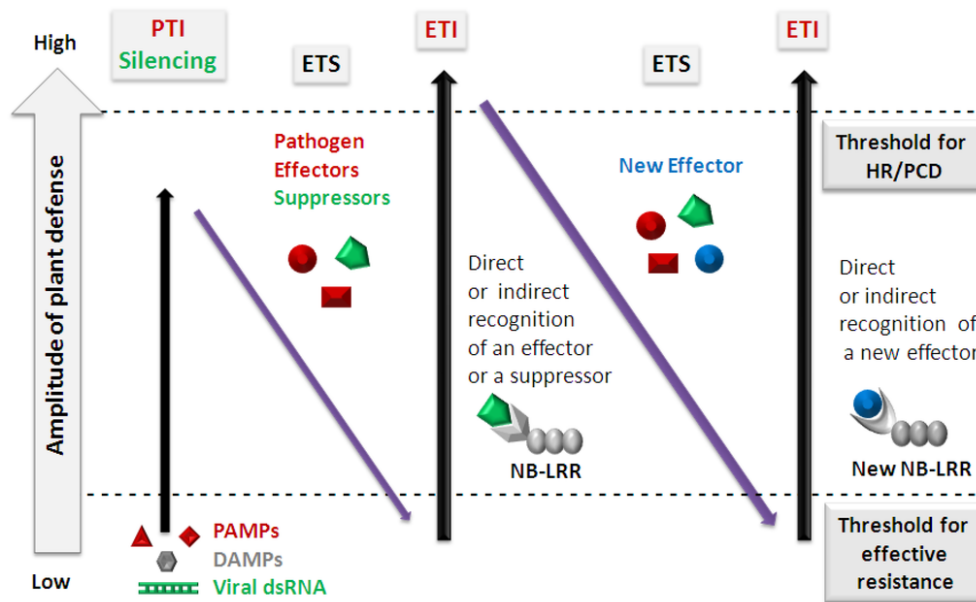 High
Amplitude of plant defense
Low
PTI
Silencing
ETS
ETI
ETS
ETI
Pathogen
Effectors
Suppressors
New Effector
Threshold for
HR/PCD
Direct
or indirect
recognition
of an effector
or a suppressor
NB-LRR
Direct
or indirect
recognition of
a new effector
New NB-LRR
PAMPs
DAMPs
Viral dsRNA
Threshold for
effective
resistance